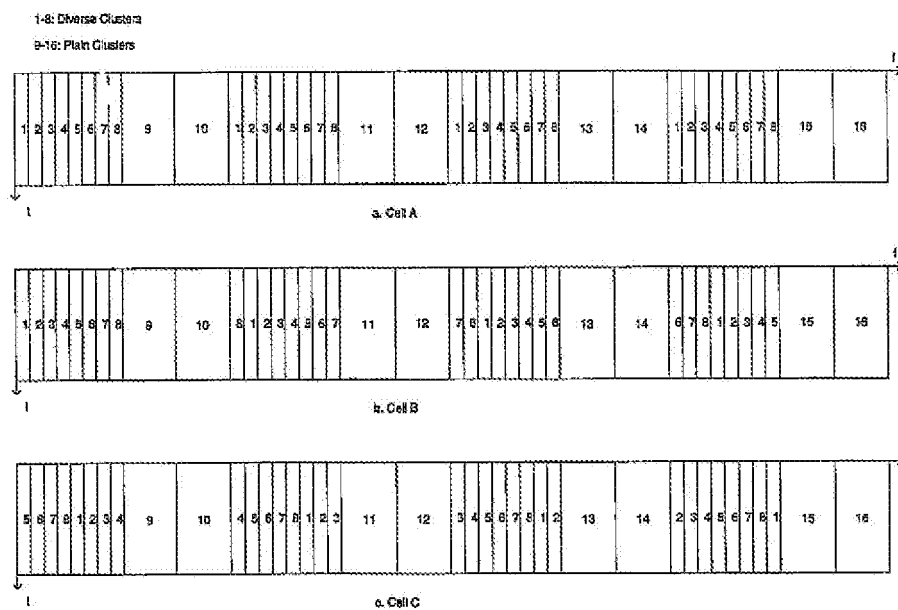 1-8: Diverse Clusters
9-16: Plain Clusters
f
1 2 3 4 5 6 7 8 9 10 1 2 3 4 5 6 7 8 11 12 1 2 3 4 5 6 7 8 13 14 1 2 3 4 5 6 7 8 15 16
t
a. Cell A
f
1 2 3 4 5 6 7 8 9 10 8 1 2 3 4 5 6 7 11 12 7 8 1 2 3 4 5 6 13 14 6 7 8 1 2 3 4 5 15 16
t
b. Cell B
5 6 7 8 1 2 3 4 9 10 4 5 6 7 8 1 2 3 11 12 3 4 5 6 7 8 1 2 13 14 2 3 4 5 6 7 8 1 15 16
t
c. Cell C